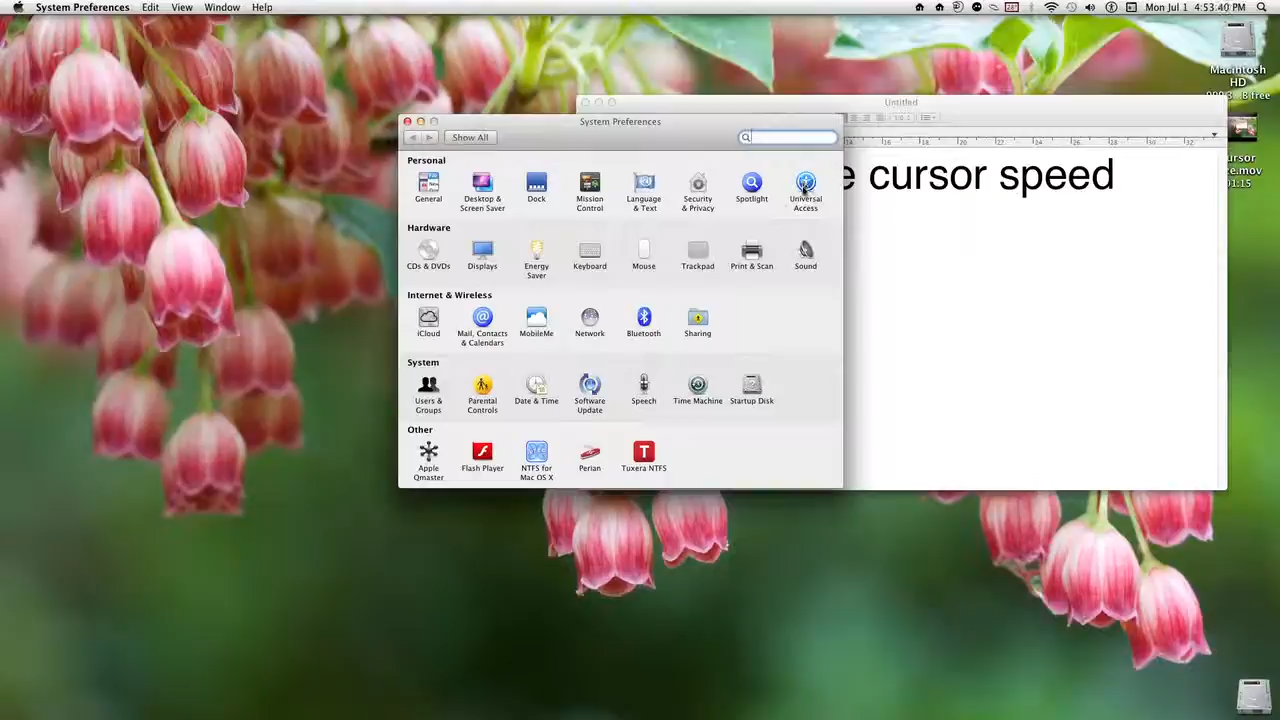 System Preferences Edit View Window Help
Mon Jul 1 4:53:40 PM
Macintosh
HD
Untitled
System Preferences
Show All
e cursor speed
Personal
General
Desktop &
Screen Saver
Dock
Mission
Control
Language
& Text
Security
& Privacy
Spotlight
Universal
Access
Hardware
CDs & DVDs
Displays
Energy
Saver
Keyboard
Mouse
Trackpad
Print & Scan
Sound
Internet & Wireless
iCloud
Mail, Contacts
& Calendars
MobileMe
Network
Bluetooth
Sharing
System
Users &
Groups
Parental
Controls
Date & Time
Software
Update
Speech
Time Machine
Startup Disk
Other
Apple
Qmaster
Flash Player
NTFS for
Mac OS X
Perian
Tuxera NTFS